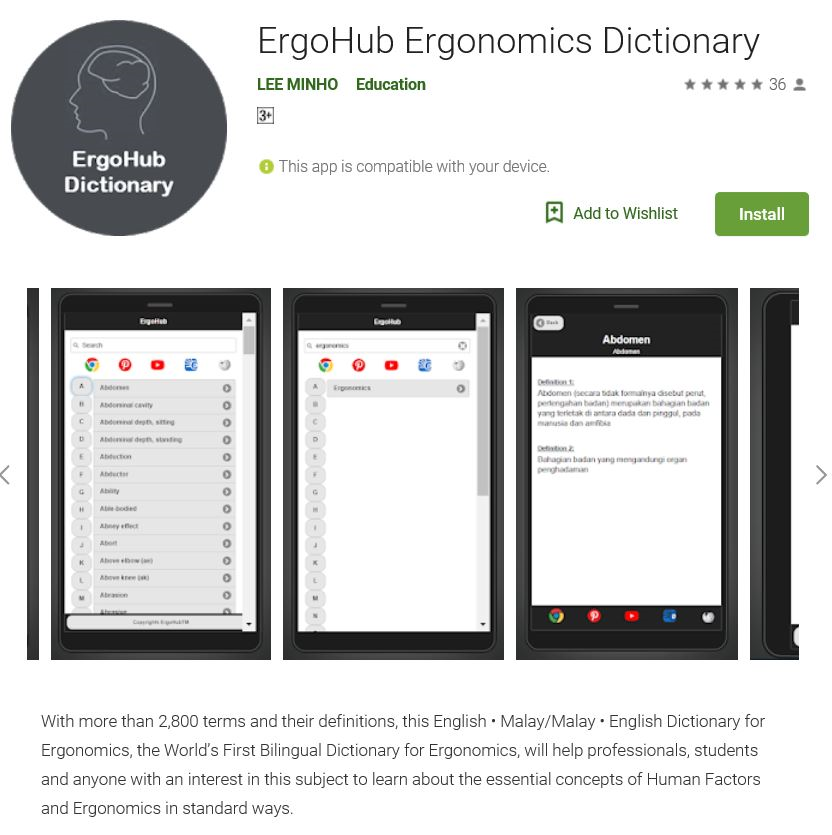 ErgoHub Ergonomics Dictionary
LEE MINHO Education
36
3+
ErgoHub
Dictionary
This app is compatible with your device.
Add to Wishlist
Install
ErgoHub
Search
A Abdomen
B Abdominal cavity
C Abdominal depth, sitting
D Abdominal depth, standing
E Abduction
F Abductor
G Ability
H Able-bodied
I Abney effect
J Abort
K Above elbow (ae)
L Above knee (ak)
M Abrasion
Abrasive
Copyrights ErgoHubTM
ErgoHub
ergonomics
A Ergonomics
B
C
D
E
F
G
H
I
J
K
L
M
N
Back
Abdomen
Abdomen
Definition 1:
Abdomen (secara tidak formalnya disebut perut,
pertengahan badan) merupakan bahagian badan
yang terletak di antara dada dan pinggul, pada
manusia dan amfibia
Definition 2:
Bahagian badan yang mengandungi organ
penghadaman
With more than 2,800 terms and their definitions, this English • Malay/Malay • English Dictionary for
Ergonomics, the World’s First Bilingual Dictionary for Ergonomics, will help professionals, students
and anyone with an interest in this subject to learn about the essential concepts of Human Factors
and Ergonomics in standard ways.